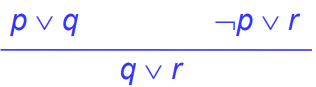 p ∨ q ¬p ∨ r
q ∨ r